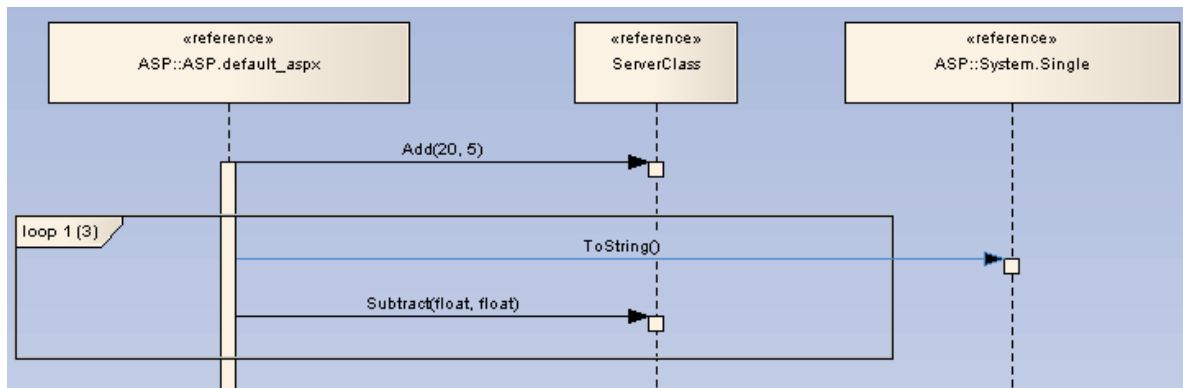 «reference»
ASP::ASP.default_aspx
«reference»
ServerClass
«reference»
ASP::System.Single
Add(20, 5)
loop 1 (3)
ToString()
Subtract(float, float)